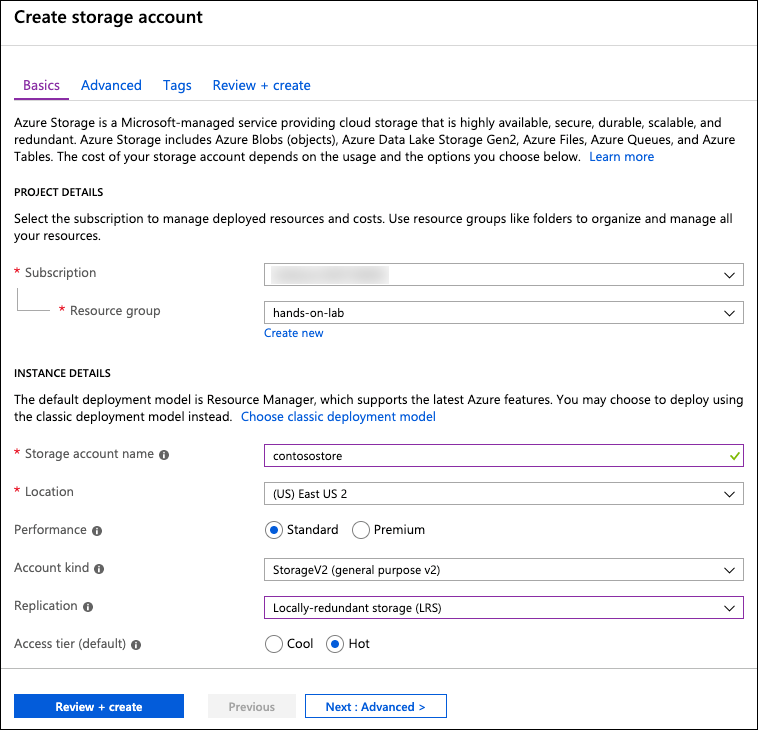 Create storage account
Basics Advanced Tags Review + create
Azure Storage is a Microsoft-managed service providing cloud storage that is highly available, secure, durable, scalable, and
redundant. Azure Storage includes Azure Blobs (objects), Azure Data Lake Storage Gen2, Azure Files, Azure Queues, and Azure
Tables. The cost of your storage account depends on the usage and the options you choose below. Learn more
PROJECT DETAILS
Select the subscription to manage deployed resources and costs. Use resource groups like folders to organize and manage all
your resources.
* Subscription
* Resource group hands-on-lab
Create new
INSTANCE DETAILS
The default deployment model is Resource Manager, which supports the latest Azure features. You may choose to deploy using
the classic deployment model instead. Choose classic deployment model
* Storage account name contosostore
* Location (US) East US 2
Performance Standard Premium
Account kind StorageV2 (general purpose v2)
Replication Locally-redundant storage (LRS)
Access tier (default) Cool Hot
Review + create Previous Next : Advanced >